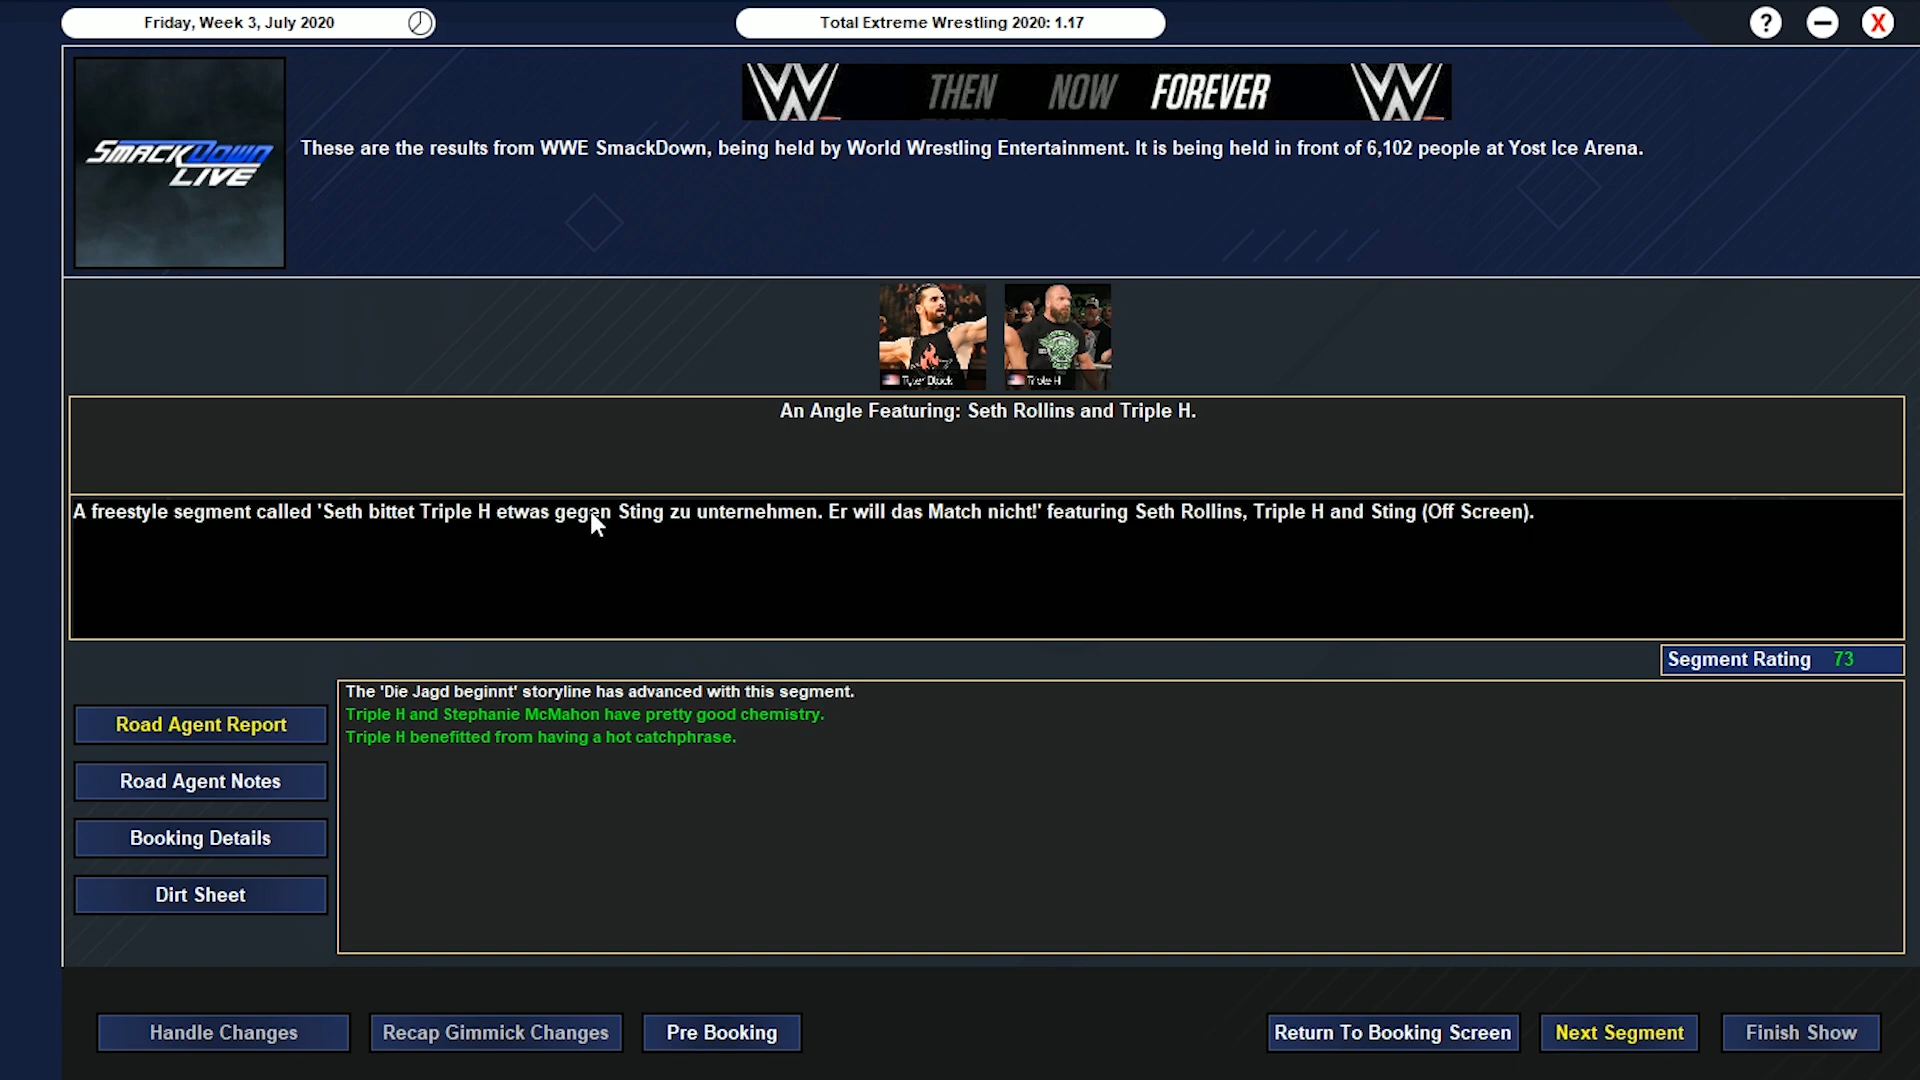 Friday, Week 3, July 2020
Total Extreme Wrestling 2020: 1.17
?
X
THEN NOW FOREVER
SMACKDOWN
LIVE
These are the results from WWE SmackDown, being held by World Wrestling Entertainment. It is being held in front of 6,102 people at Yost Ice Arena.
Tyler Black
Triple H
An Angle Featuring: Seth Rollins and Triple H.
A freestyle segment called 'Seth bittet Triple H etwas gegen Sting zu unternehmen. Er will das Match nicht!' featuring Seth Rollins, Triple H and Sting (Off Screen).
Segment Rating 73
The 'Die Jagd beginnt' storyline has advanced with this segment.
Triple H and Stephanie McMahon have pretty good chemistry.
Triple H benefitted from having a hot catchphrase.
Road Agent Report
Road Agent Notes
Booking Details
Dirt Sheet
Handle Changes
Recap Gimmick Changes
Pre Booking
Return To Booking Screen
Next Segment
Finish Show